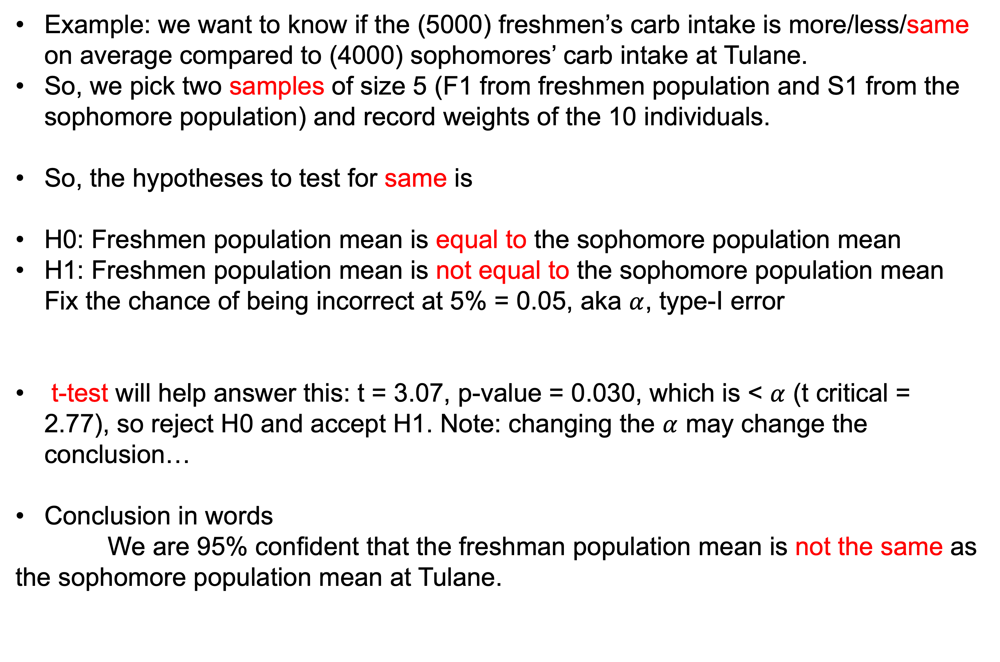 • Example: we want to know if the (5000) freshmen’s carb intake is more/less/same
on average compared to (4000) sophomores’ carb intake at Tulane.
• So, we pick two samples of size 5 (F1 from freshmen population and S1 from the
sophomore population) and record weights of the 10 individuals.
• So, the hypotheses to test for same is
• H0: Freshmen population mean is equal to the sophomore population mean
• H1: Freshmen population mean is not equal to the sophomore population mean
Fix the chance of being incorrect at 5% = 0.05, aka 𝛼, type-I error
• t-test will help answer this: t = 3.07, p-value = 0.030, which is < 𝛼 (t critical =
2.77), so reject H0 and accept H1. Note: changing the 𝛼 may change the
conclusion…
• Conclusion in words
We are 95% confident that the freshman population mean is not the same as
the sophomore population mean at Tulane.